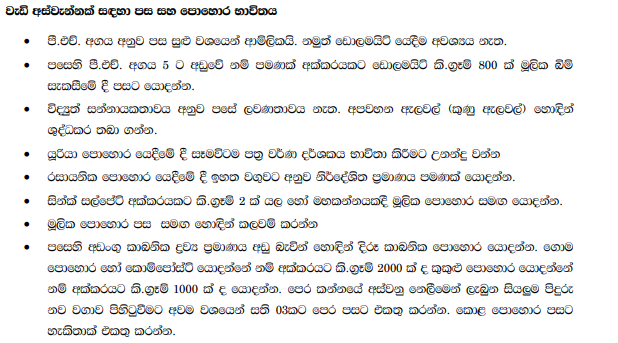 වැඩි අස්වැන්නක් සඳහා පස සහ පොහොර භාවිතය
• පී.එච්. අගය අනුව පස සුළු වශයෙන් ආම්ලිකයි. නමුත් ඩොලමයිට් යෙදීම අවශ්‍යය නැත.
• පසෙහි පී.එච්. අගය 5 ට අඩුවේ නම් පමණක් අක්කරයකට ඩොලමයිට් කි.ග්‍රෑම් 800 ක් මූලික බිම්
සැකසීමේ දී පසට යොදන්න.
• විද්‍යුත් සන්නායකතාවය අනුව පසේ ලවණතාවය නැත. අපවහන ඇලවල් (කුණු ඇලවල්) හොඳින්
ශුද්ධකර තබා ගන්න.
• යූරියා පොහොර යෙදීමේ දී සෑමවිටම පත්‍ර වර්ණ දර්ශකය භාවිතා කිරීමට උනන්දු වන්න
• රසායනික පොහොර යෙදීමේ දී ඉහත වගුවට අනුව නිර්දේශිත ප්‍රමාණය පමණක් යොදන්න.
• සින්ක් සල්පේට් අක්කරයකට කි.ග්‍රෑම් 2 ක් යල හෝ මහකන්නයකදී මූලික පොහොර සමඟ යොදන්න.
• මූලික පොහොර පස සමඟ හොඳින් කලවම් කරන්න
• පසෙහි අඩංගු කාබනික ද්‍රව්‍ය ප්‍රමාණය අඩු බැවින් හොඳින් දිරූ කාබනික පොහොර යොදන්න. ගොම
පොහොර හෝ කොම්පෝස්ට් යොදන්නේ නම් අක්කරයට කි.ග්‍රෑම් 2000 ක් ද කුකුළු පොහොර යොදන්නේ
නම් අක්කරයට කි.ග්‍රෑම් 1000 ක් ද යොදන්න. පෙර කන්නයේ අස්වනු නෙලීමෙන් ලැබුන සියලුම පිදුරු
නව වගාව පිහිටුවීමට අවම වශයෙන් සති 03කට පෙර පසට එකතු කරන්න. කොළ පොහොර පසට
හැකිතාක් එකතු කරන්න.